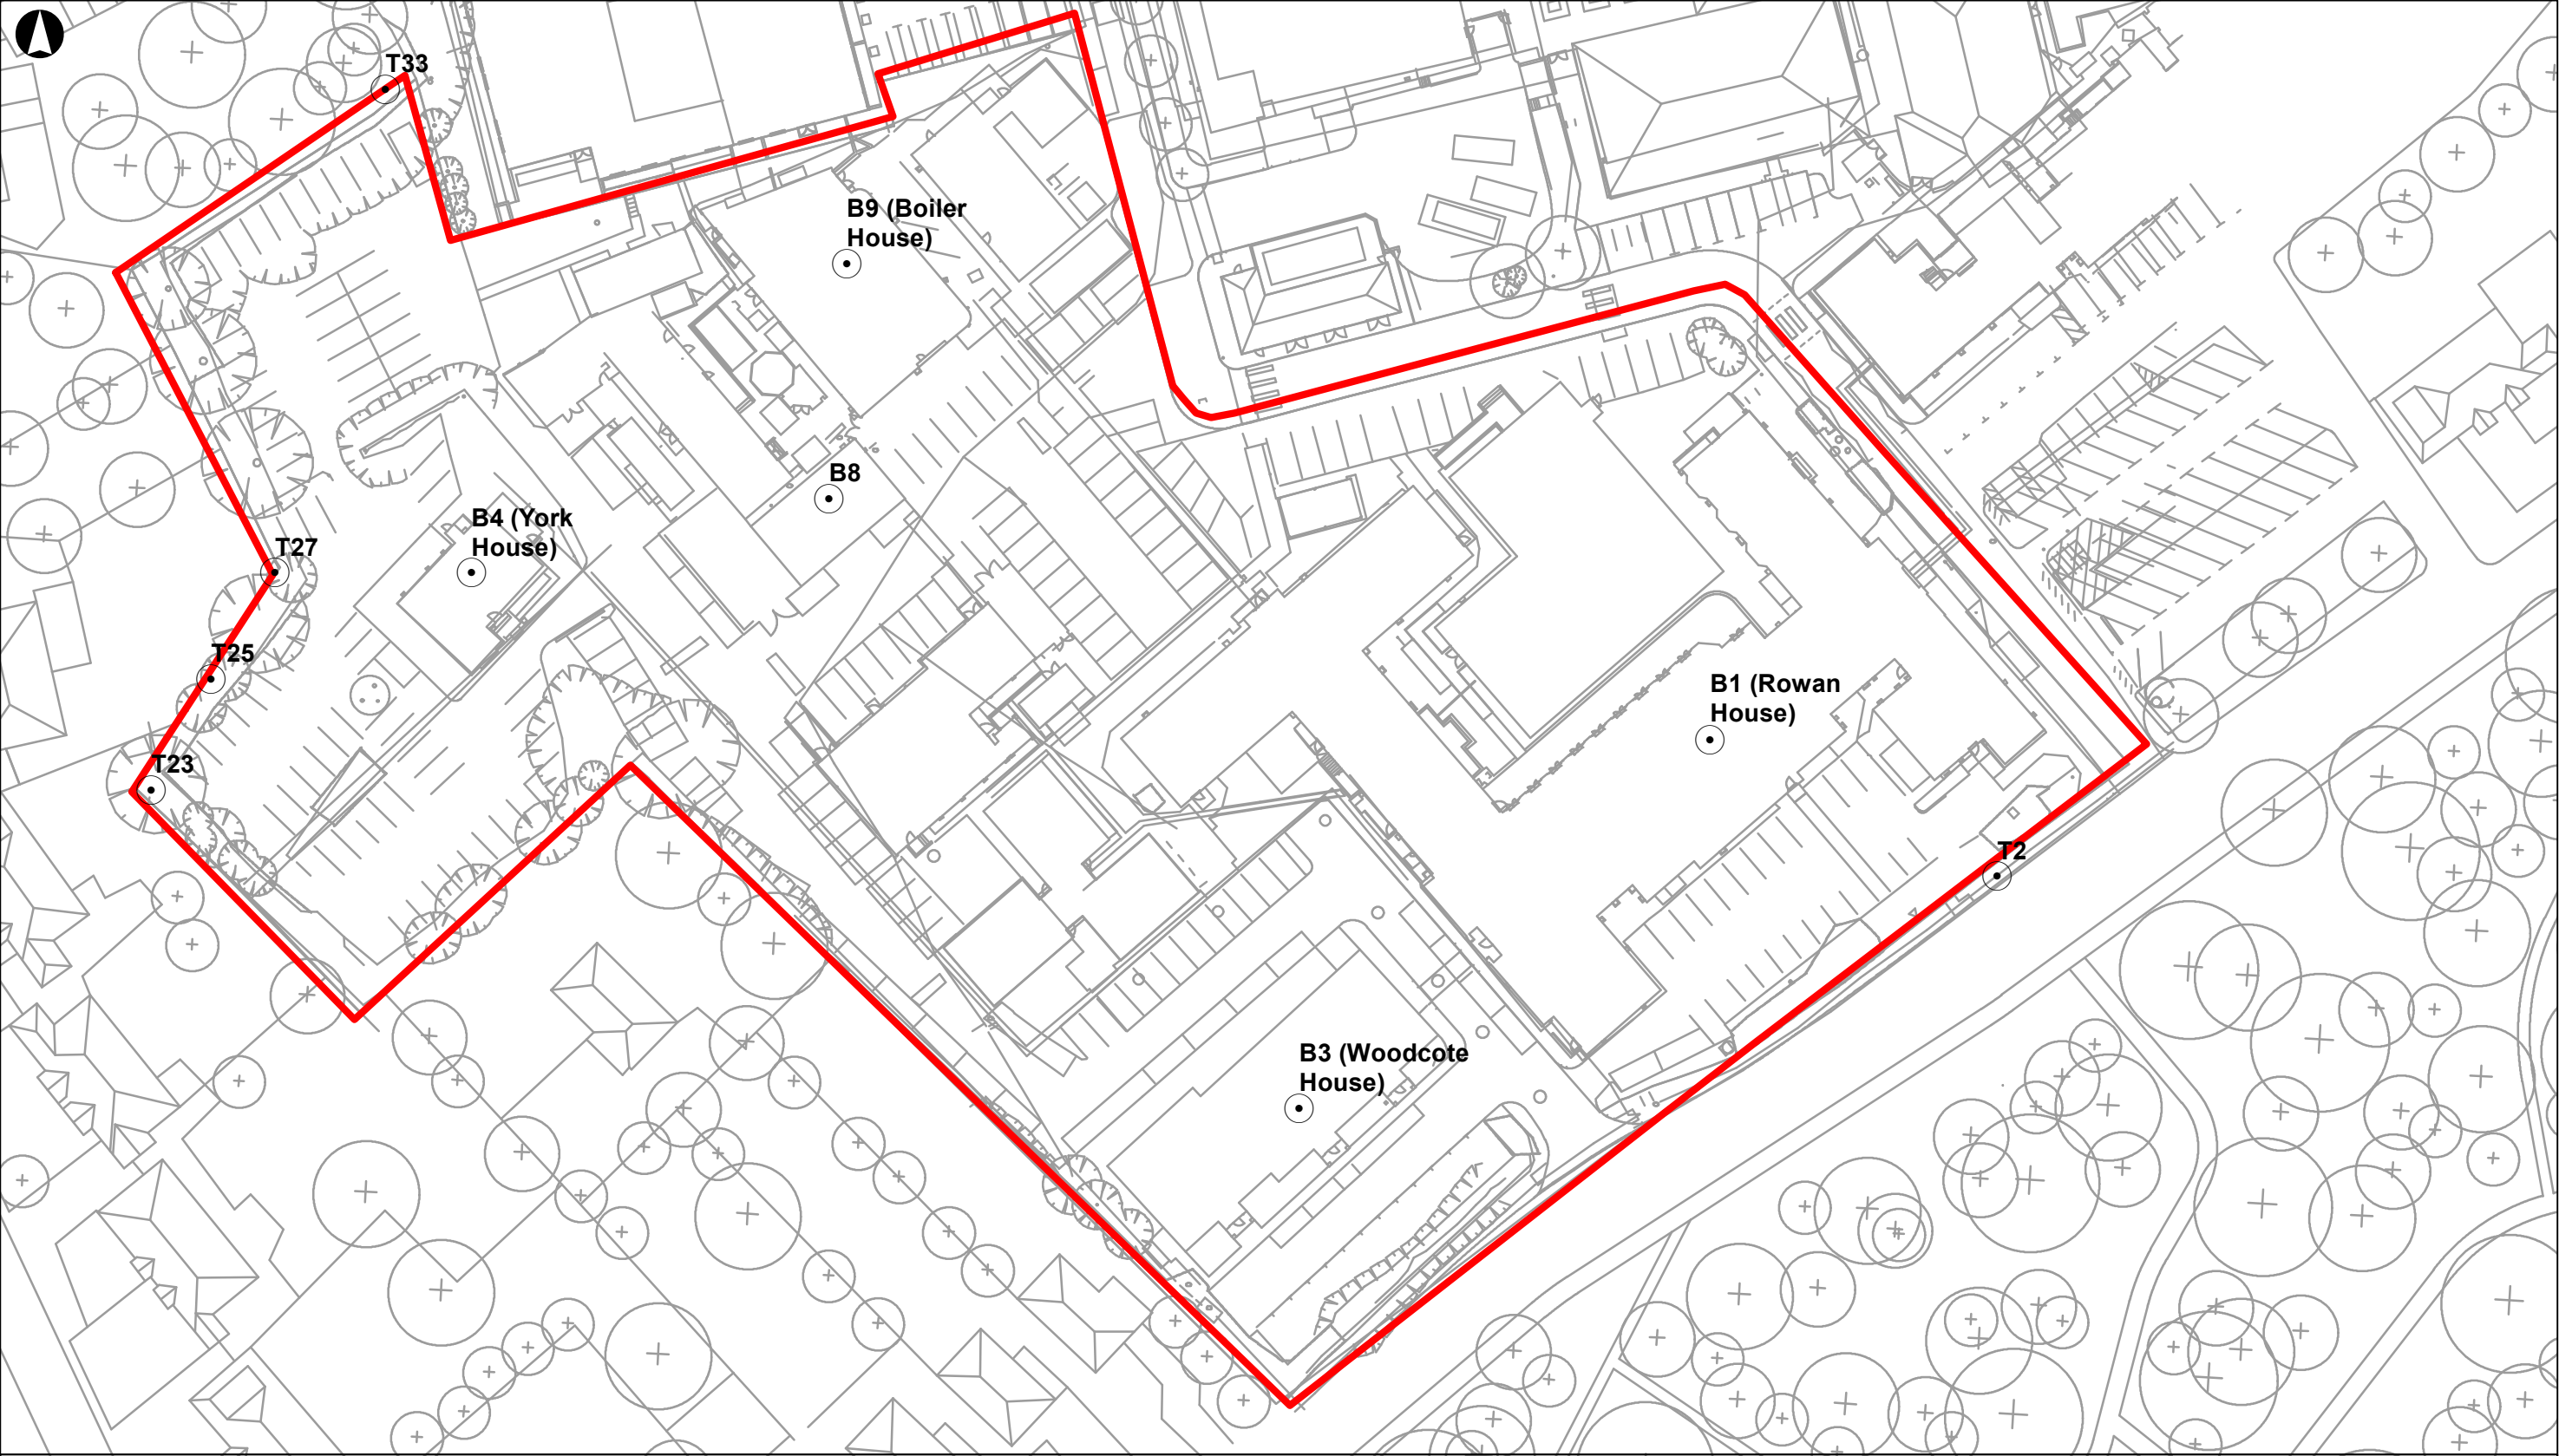 T33
B9 (Boiler
House)
B8
B4 (York
House)
T27
T25
B1 (Rowan
House)
T23
T2
B3 (Woodcote
House)